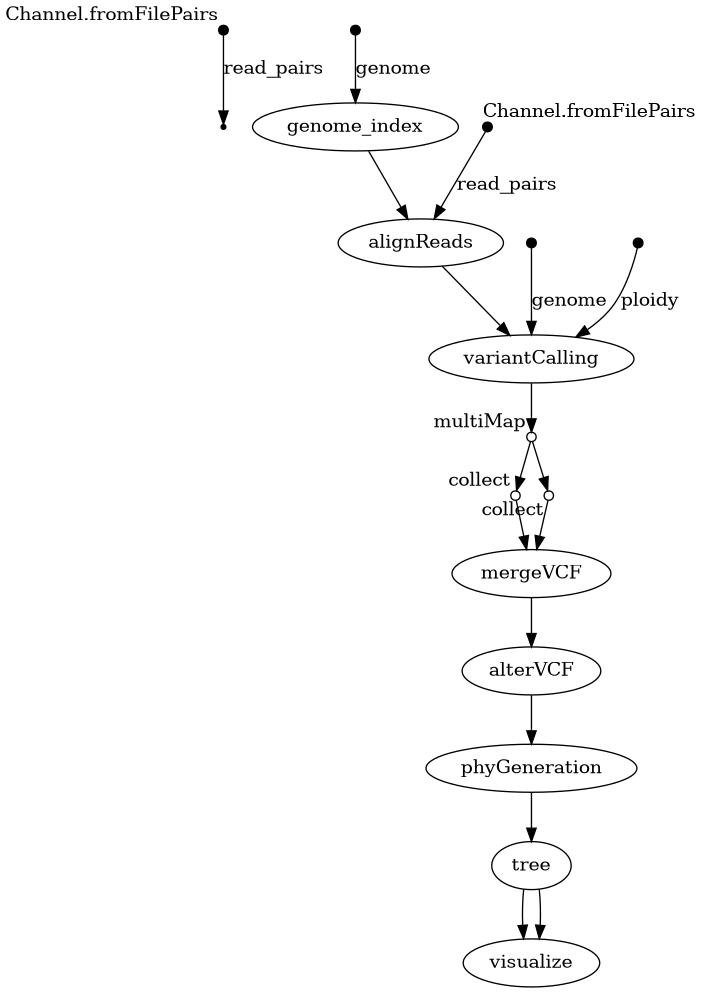 Channel.fromFilePairs
read_pairs
genome
genome_index
Channel.fromFilePairs
read_pairs
alignReads
genome
ploidy
variantCalling
multiMap
collect
collect
mergeVCF
alterVCF
phyGeneration
tree
visualize